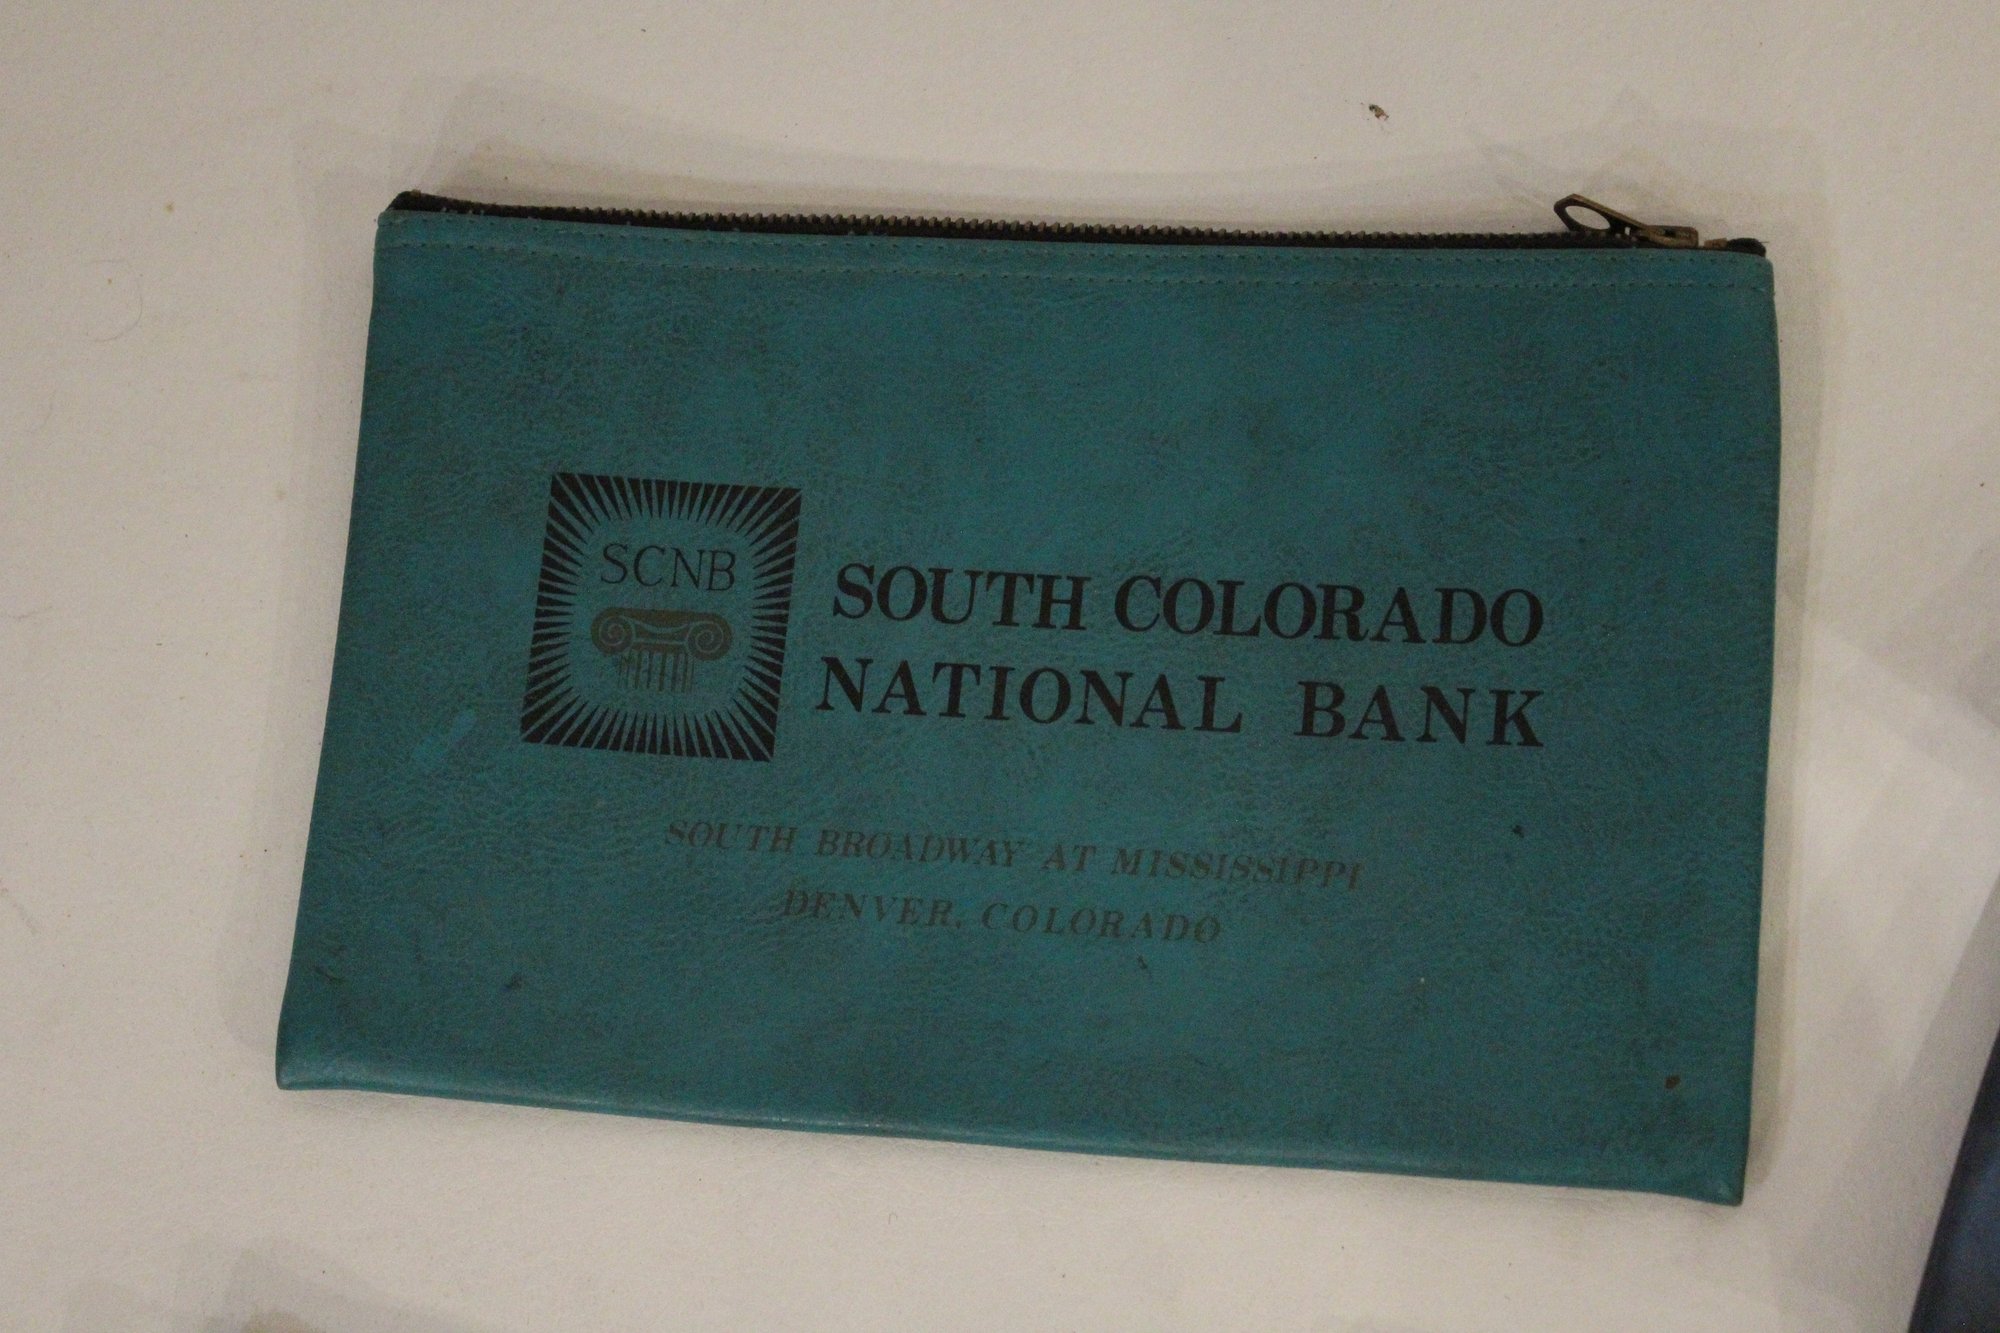 SCNB
SOUTH COLORADO
NATIONAL BANK
SOUTH BROADWAY AT MISSISSIPPI
DENVER, COLORADO